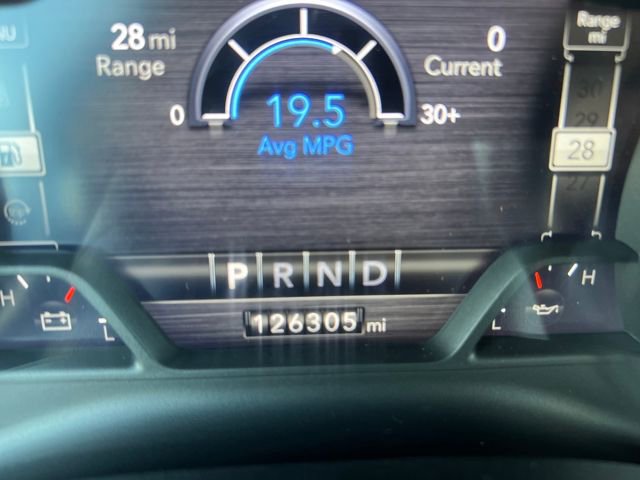 NU
28 mi
Range
0
Current
Range
mi
30
29
28
27
0
30+
19.5
Avg MPG
P R N D
126305 mi
H
L
H
L